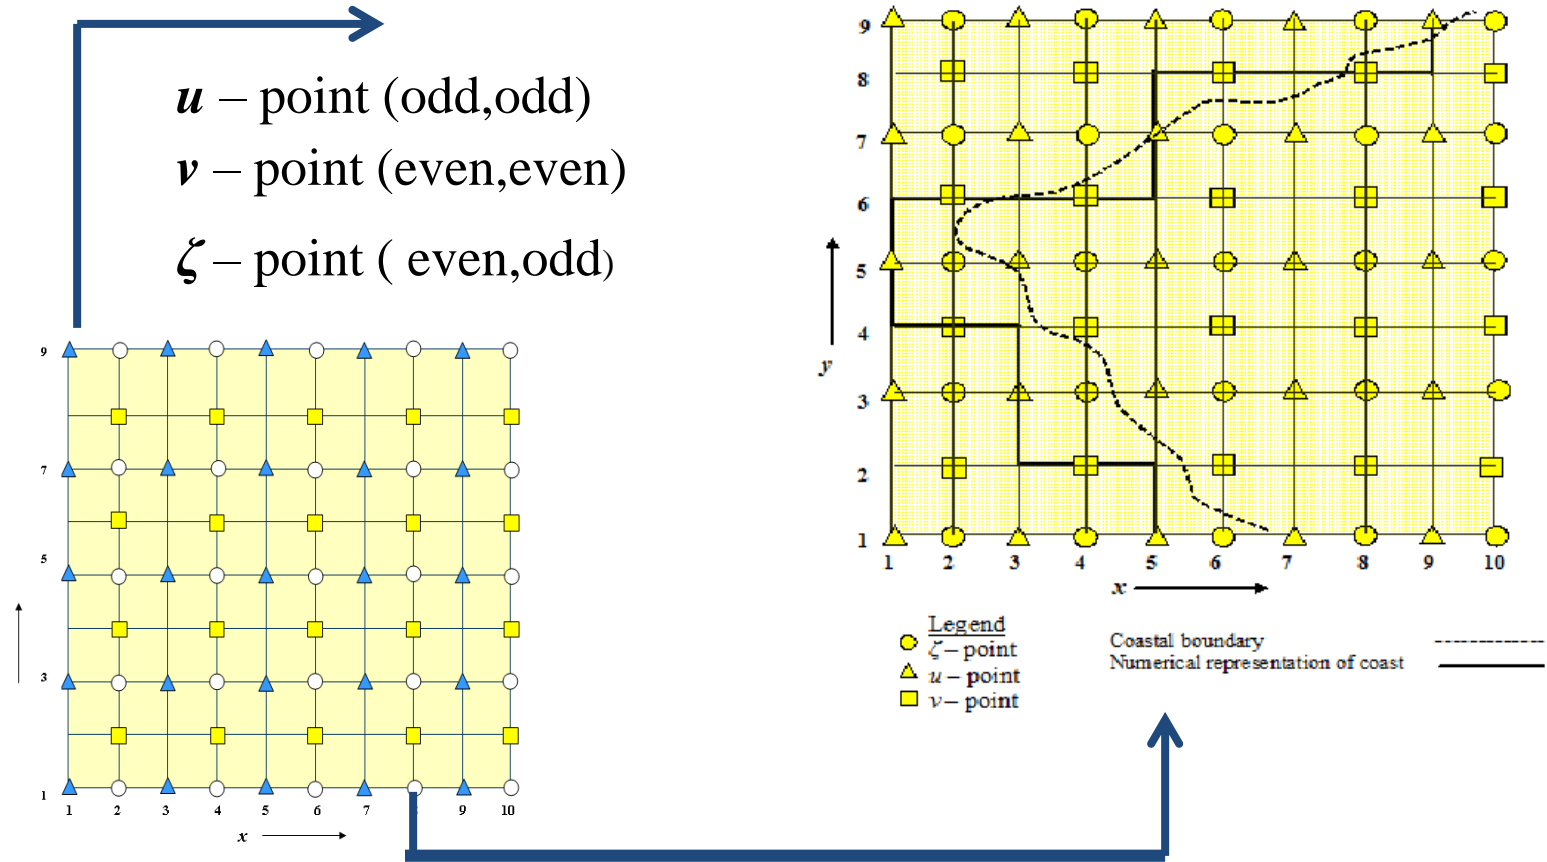 u – point (odd,odd)
v – point (even,even)
ζ – point ( even,odd)
9
7
5
3
1
1 2 3 4 5 6 7 8 9 10
x
9
8
7
6
5
4
3
2
1
y
1 2 3 4 5 6 7 8 9 10
x
Legend
ζ – point
u – point
v – point
Coastal boundary
Numerical representation of coast